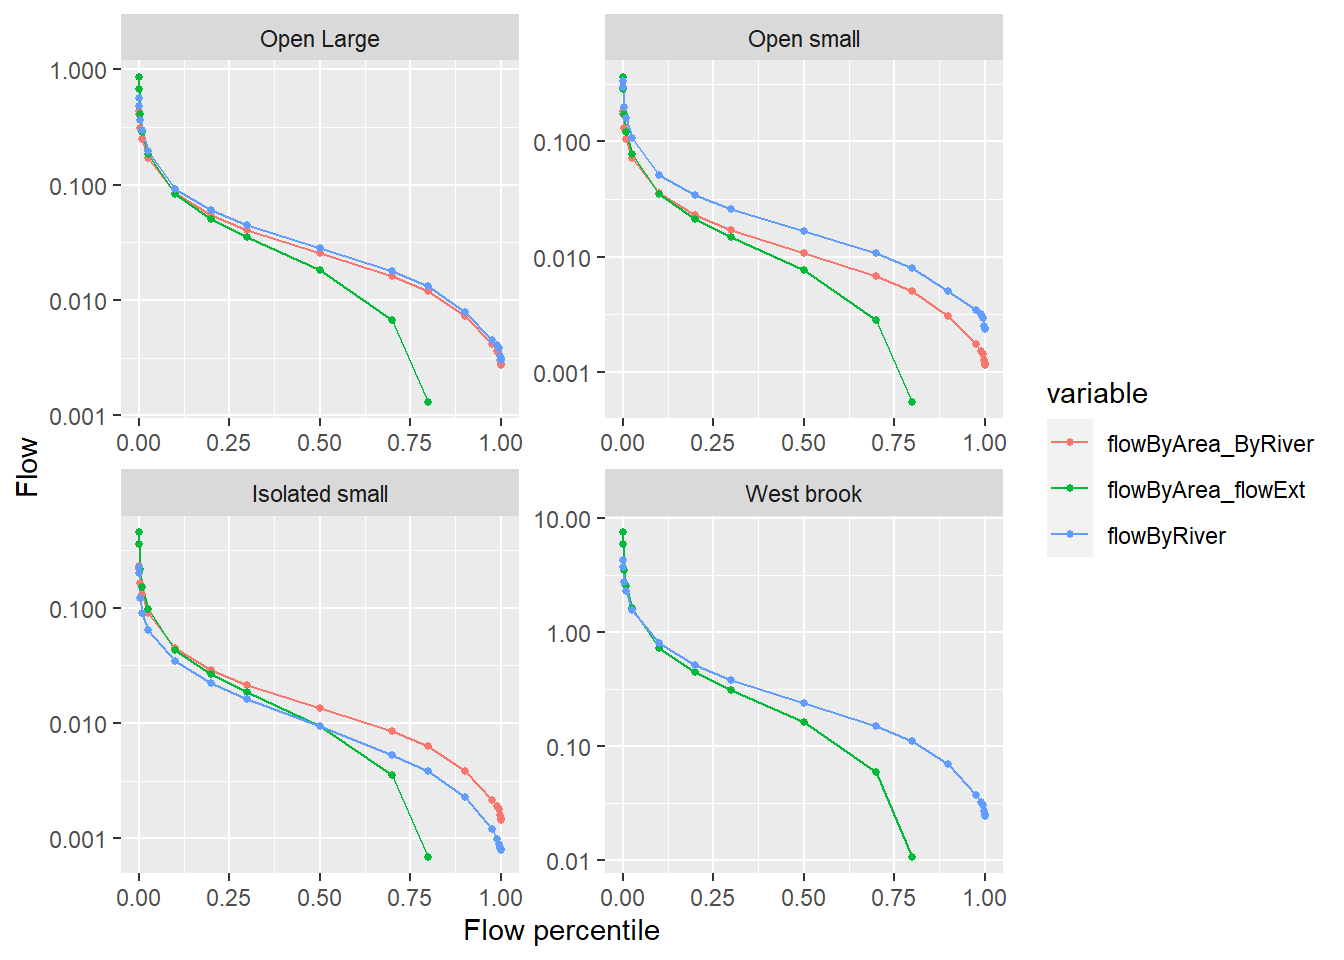 Open Large
Open small
1.000
0.100
0.010
0.001
0.100
0.010
0.001
0.00 0.25 0.50 0.75 1.00
0.00 0.25 0.50 0.75 1.00
Isolated small
West brook
0.100
0.010
0.001
10.00
1.00
0.10
0.01
0.00 0.25 0.50 0.75 1.00
0.00 0.25 0.50 0.75 1.00
Flow
Flow percentile
variable
flowByArea_ByRiver
flowByArea_flowExt
flowByRiver